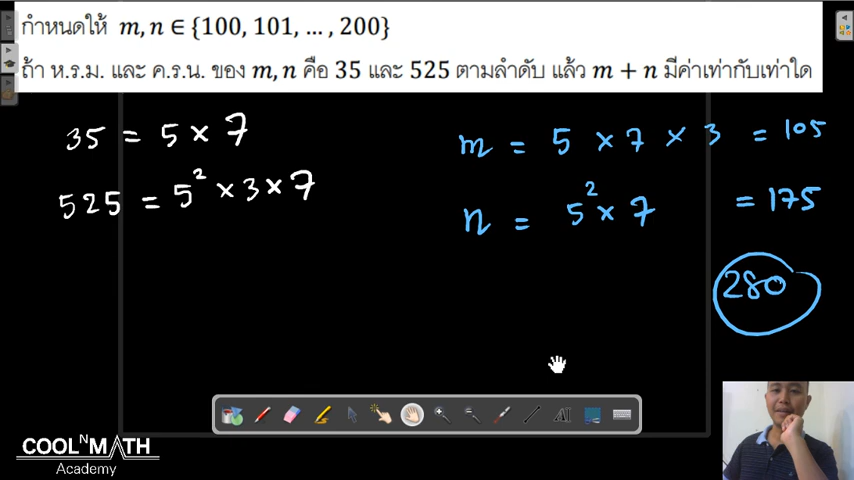 กำหนดให้ m, n ∈ {100, 101, ..., 200}
ถ้า ห.ร.ม. และ ค.ร.น. ของ m, n คือ 35 และ 525 ตามลำดับ แล้ว m + n มีค่าเท่ากับเท่าใด
35 = 5 × 7
525 = 5² × 3 × 7
m = 5 × 7 × 3 = 105
n = 5² × 7 = 175
280
AI
COOL N MATH
Academy